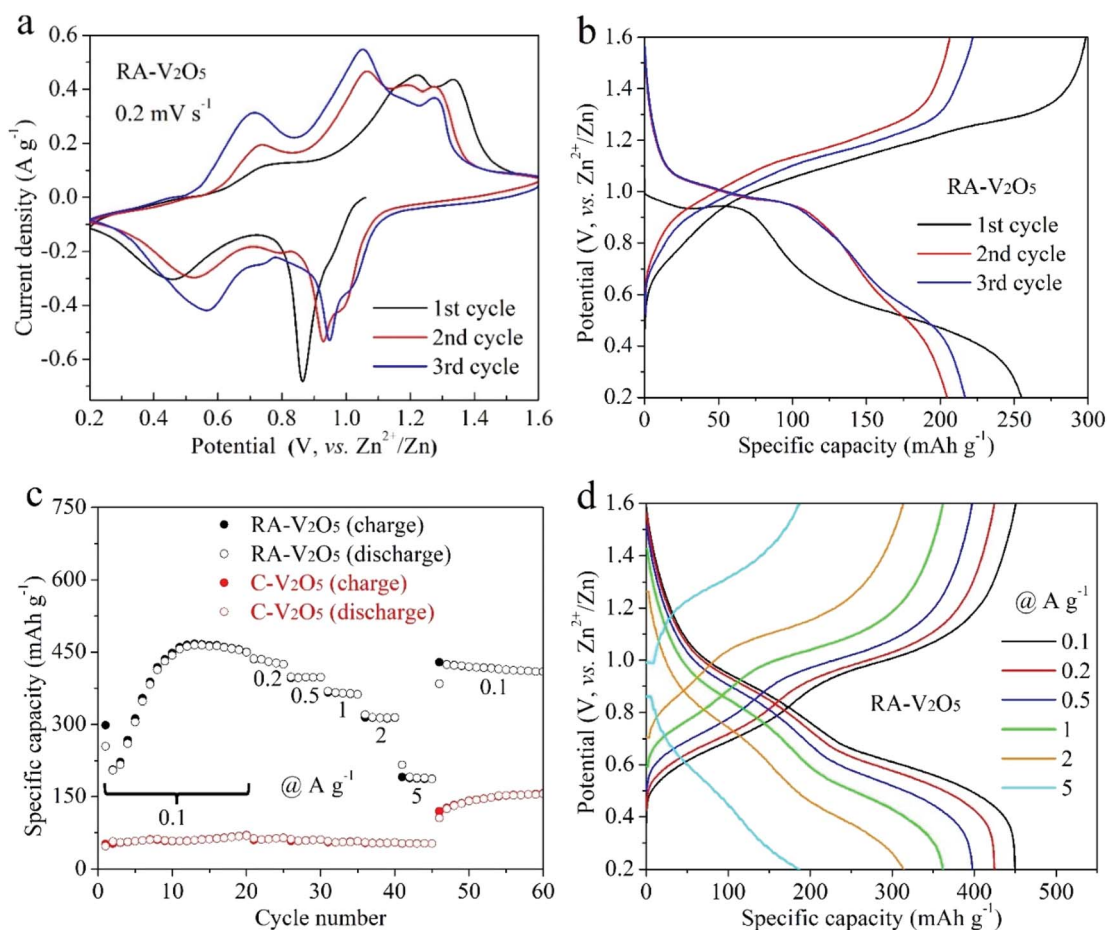 a
RA-V₂O₅
0.2 mV s⁻¹
0.6
0.4
0.2
0.0
-0.2
-0.4
-0.6
Current density (A g⁻¹)
1st cycle
2nd cycle
3rd cycle
0.2 0.4 0.6 0.8 1.0 1.2 1.4 1.6
Potential (V, vs. Zn²⁺/Zn)
b
1.6
1.4
1.2
1.0
0.8
0.6
0.4
0.2
Potential (V, vs. Zn²⁺/Zn)
RA-V₂O₅
1st cycle
2nd cycle
3rd cycle
0 50 100 150 200 250 300
Specific capacity (mAh g⁻¹)
c
750
600
450
300
150
0
Specific capacity (mAh g⁻¹)
RA-V₂O₅ (charge)
RA-V₂O₅ (discharge)
C-V₂O₅ (charge)
C-V₂O₅ (discharge)
0.2
0.5
1
2
5
0.1
0.1
@ A g⁻¹
0 10 20 30 40 50 60
Cycle number
d
1.6
1.4
1.2
1.0
0.8
0.6
0.4
0.2
Potential (V, vs. Zn²⁺/Zn)
RA-V₂O₅
@ A g⁻¹
0.1
0.2
0.5
1
2
5
0 100 200 300 400 500
Specific capacity (mAh g⁻¹)